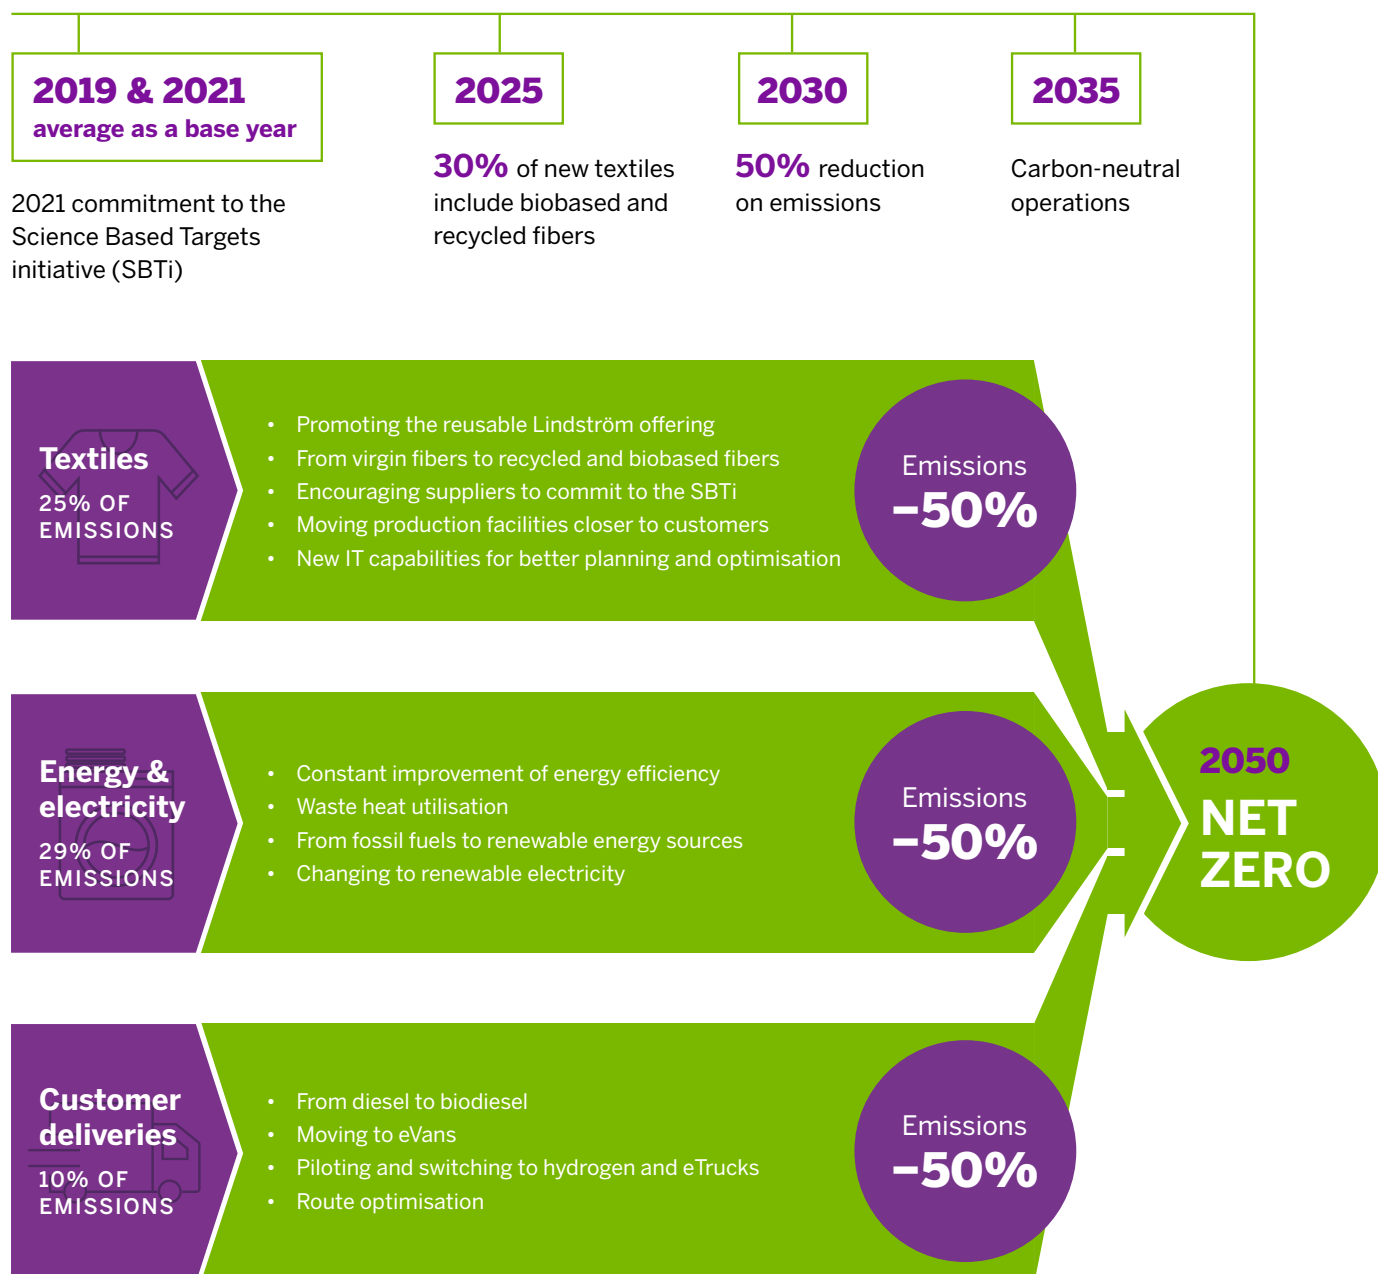 2019 & 2021
average as a base year
2021 commitment to the
Science Based Targets
initiative (SBTi)
2025
30% of new textiles
include biobased and
recycled fibers
2030
50% reduction
on emissions
2035
Carbon-neutral
operations
Textiles
25% OF
EMISSIONS
• Promoting the reusable Lindström offering
• From virgin fibers to recycled and biobased fibers
• Encouraging suppliers to commit to the SBTi
• Moving production facilities closer to customers
• New IT capabilities for better planning and optimisation
Emissions
–50%
Energy &
electricity
29% OF
EMISSIONS
• Constant improvement of energy efficiency
• Waste heat utilisation
• From fossil fuels to renewable energy sources
• Changing to renewable electricity
Emissions
–50%
2050
NET
ZERO
Customer
deliveries
10% OF
EMISSIONS
• From diesel to biodiesel
• Moving to eVans
• Piloting and switching to hydrogen and eTrucks
• Route optimisation
Emissions
–50%